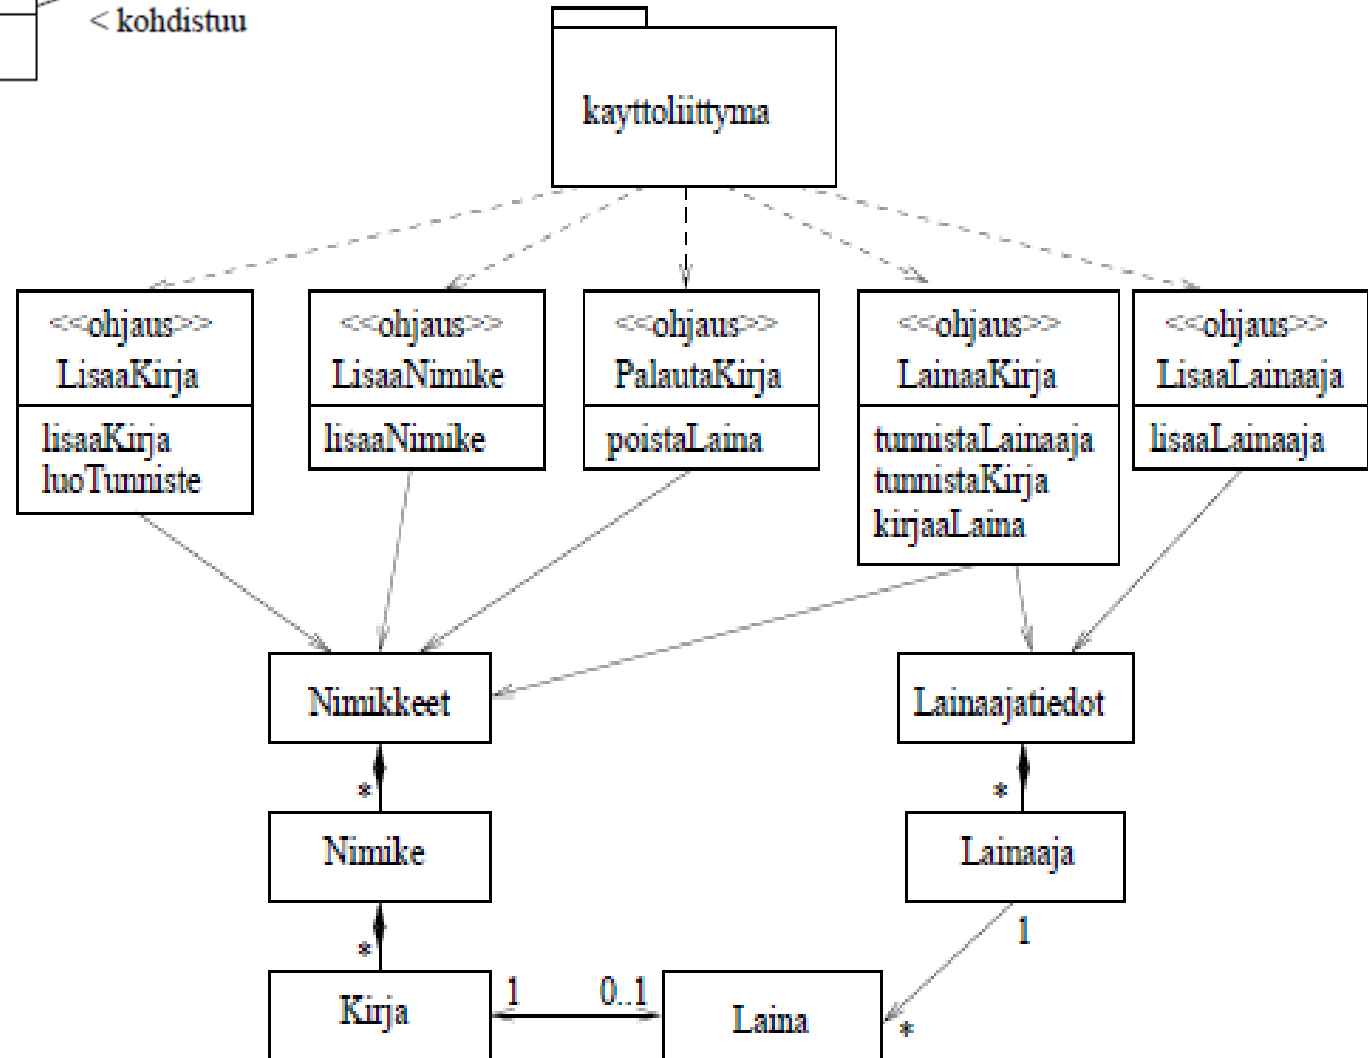 < kohdistuu
kayttoliittyma
<<ohjaus>>
LisaaKirja
lisaaKirja
luoTunniste
<<ohjaus>>
LisaaNimike
lisaaNimike
<<ohjaus>>
PalautaKirja
poistaLaina
<<ohjaus>>
LainaaKirja
tunnistaLainaaja
tunnistaKirja
kirjaaLaina
<<ohjaus>>
LisaaLainaaja
lisaaLainaaja
Nimikkeet
Lainaajatiedot
*
*
Nimike
Lainaaja
*
1
Kirja
1
0..1
Laina
*